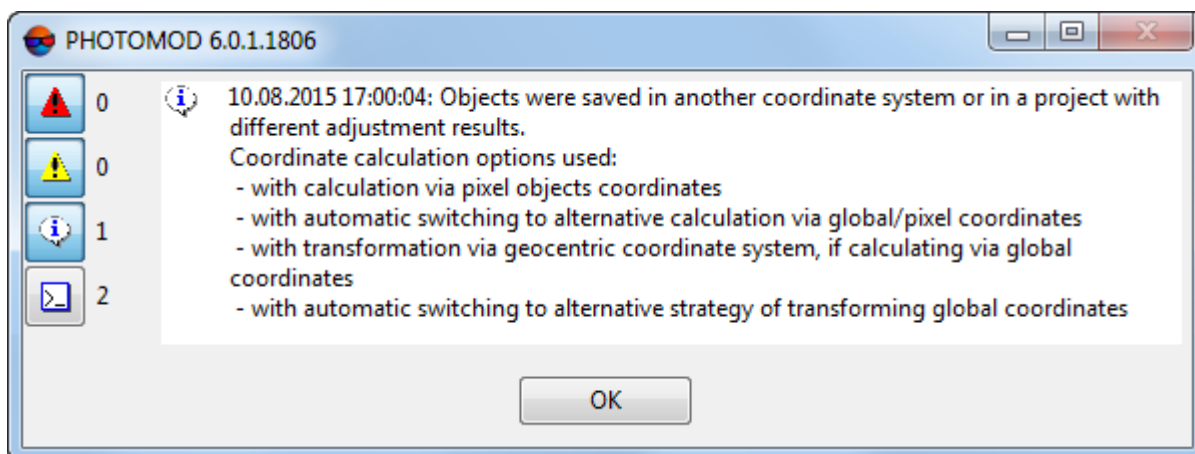 PHOTOMOD 6.0.1.1806
0
10.08.2015 17:00:04: Objects were saved in another coordinate system or in a project with
different adjustment results.
Coordinate calculation options used:
0
- with calculation via pixel objects coordinates
- with automatic switching to alternative calculation via global/pixel coordinates
1
- with transformation via geocentric coordinate system, if calculating via global
coordinates
2
- with automatic switching to alternative strategy of transforming global coordinates
OK